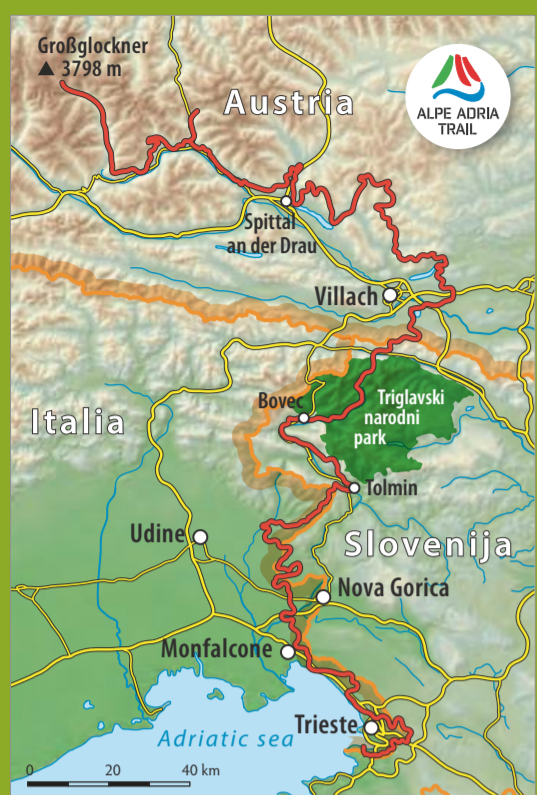 Großglockner
▲ 3798 m
Austria
ALPE ADRIA
TRAIL
Spittal
an der Drau
Villach
Bovec
Triglavski
narodni
park
Italia
Tolmin
Udine
Slovenija
Nova Gorica
Monfalcone
Trieste
Adriatic sea
0 20 40 km